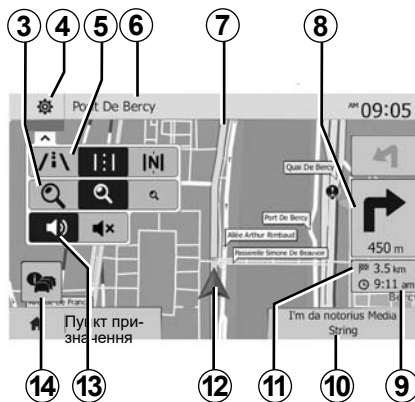 3 4 5 6 7 8
Pont De Bercy
AM 09:05
N
Quai De Bercy
Port De Bercy
Allée Arthur Rimbaud
Passerelle Simone De Beauvoir
450 m
3.5 km
9:11 am
Пункт при-
значення
I'm da notorius Media
String
14 13 12 11 10 9